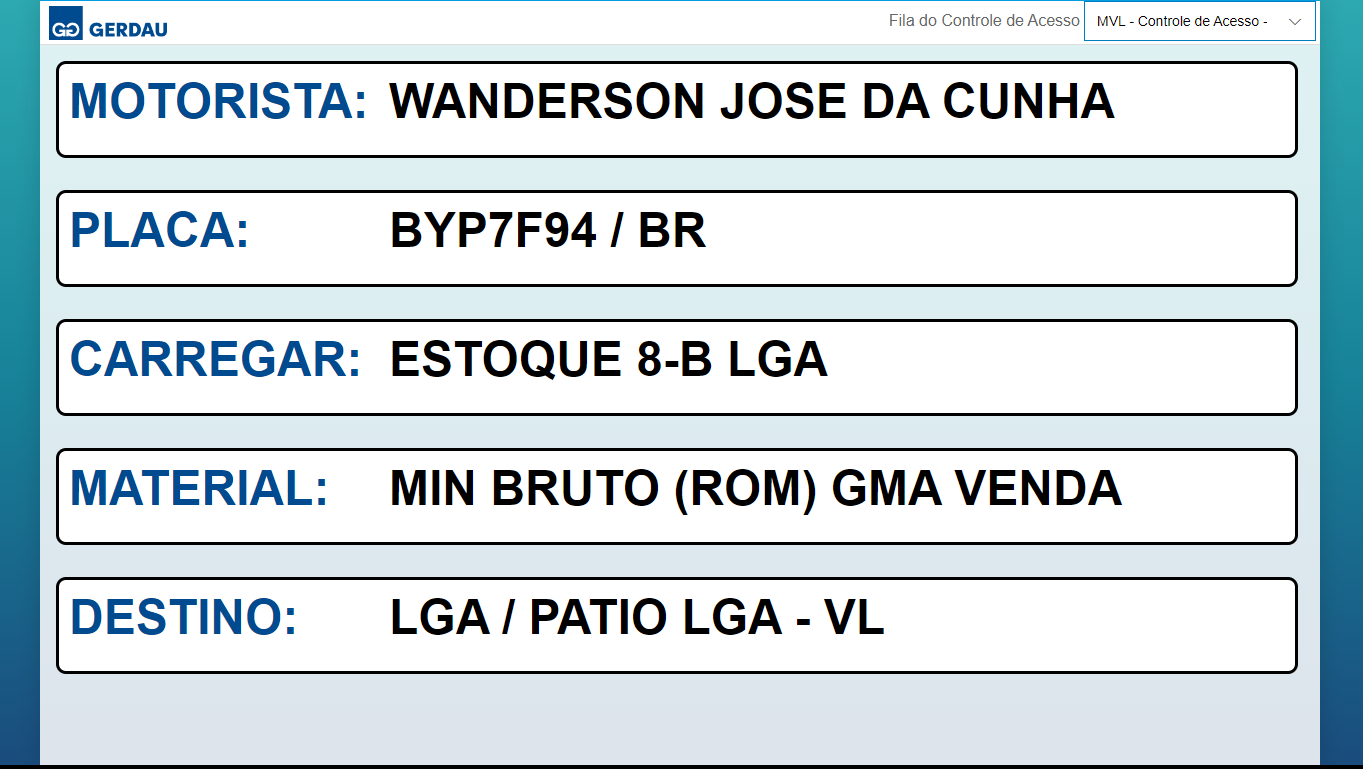 GERDAU
Fila do Controle de Acesso MVL - Controle de Acesso -
MOTORISTA: WANDERSON JOSE DA CUNHA
PLACA: BYP7F94 / BR
CARREGAR: ESTOQUE 8-B LGA
MATERIAL: MIN BRUTO (ROM) GMA VENDA
DESTINO: LGA / PATIO LGA - VL